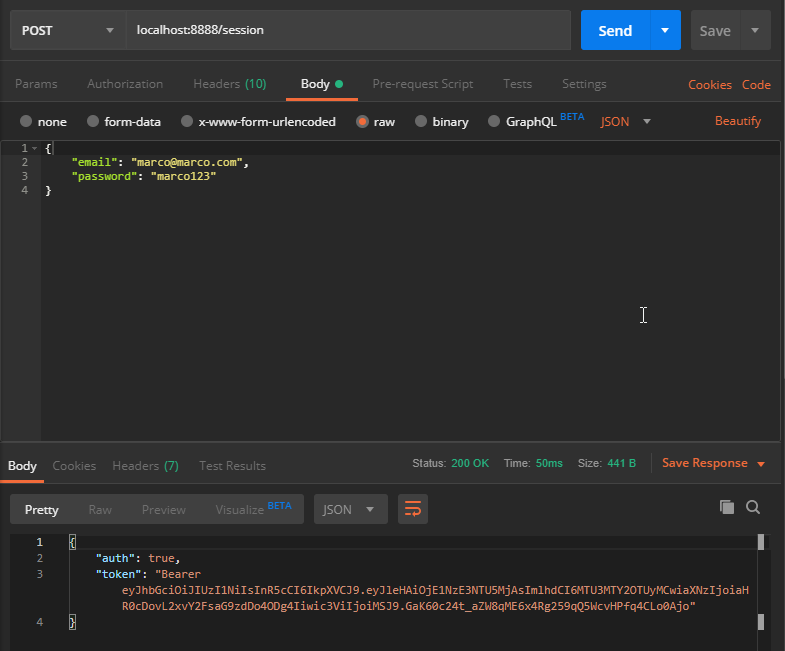 POST localhost:8888/session Send Save
Params Authorization Headers (10) Body Pre-request Script Tests Settings Cookies Code
none form-data x-www-form-urlencoded raw binary GraphQL BETA JSON Beautify
1 {
2 "email": "marco@marco.com",
3 "password": "marco123"
4 }
Body Cookies Headers (7) Test Results Status: 200 OK Time: 50ms Size: 441 B Save Response
Pretty Raw Preview Visualize BETA JSON
1 {
2 "auth": true,
3 "token": "Bearer
eyJhbGciOiJIUzI1NiIsInR5cCI6IkpXVCJ9.eyJleHAiOjE1NzE3NTU5MjAsImlhdCI6MTU3MTY2OTUyMCwiaXNzIjoiaH
R0cDovL2xvY2FsaG9zdDo4ODg4Iiwic3ViIjoiMSJ9.GaK60c24t_aZW8qME6x4Rg259qQ5WcvHPfq4CLo0Ajo"
4 }